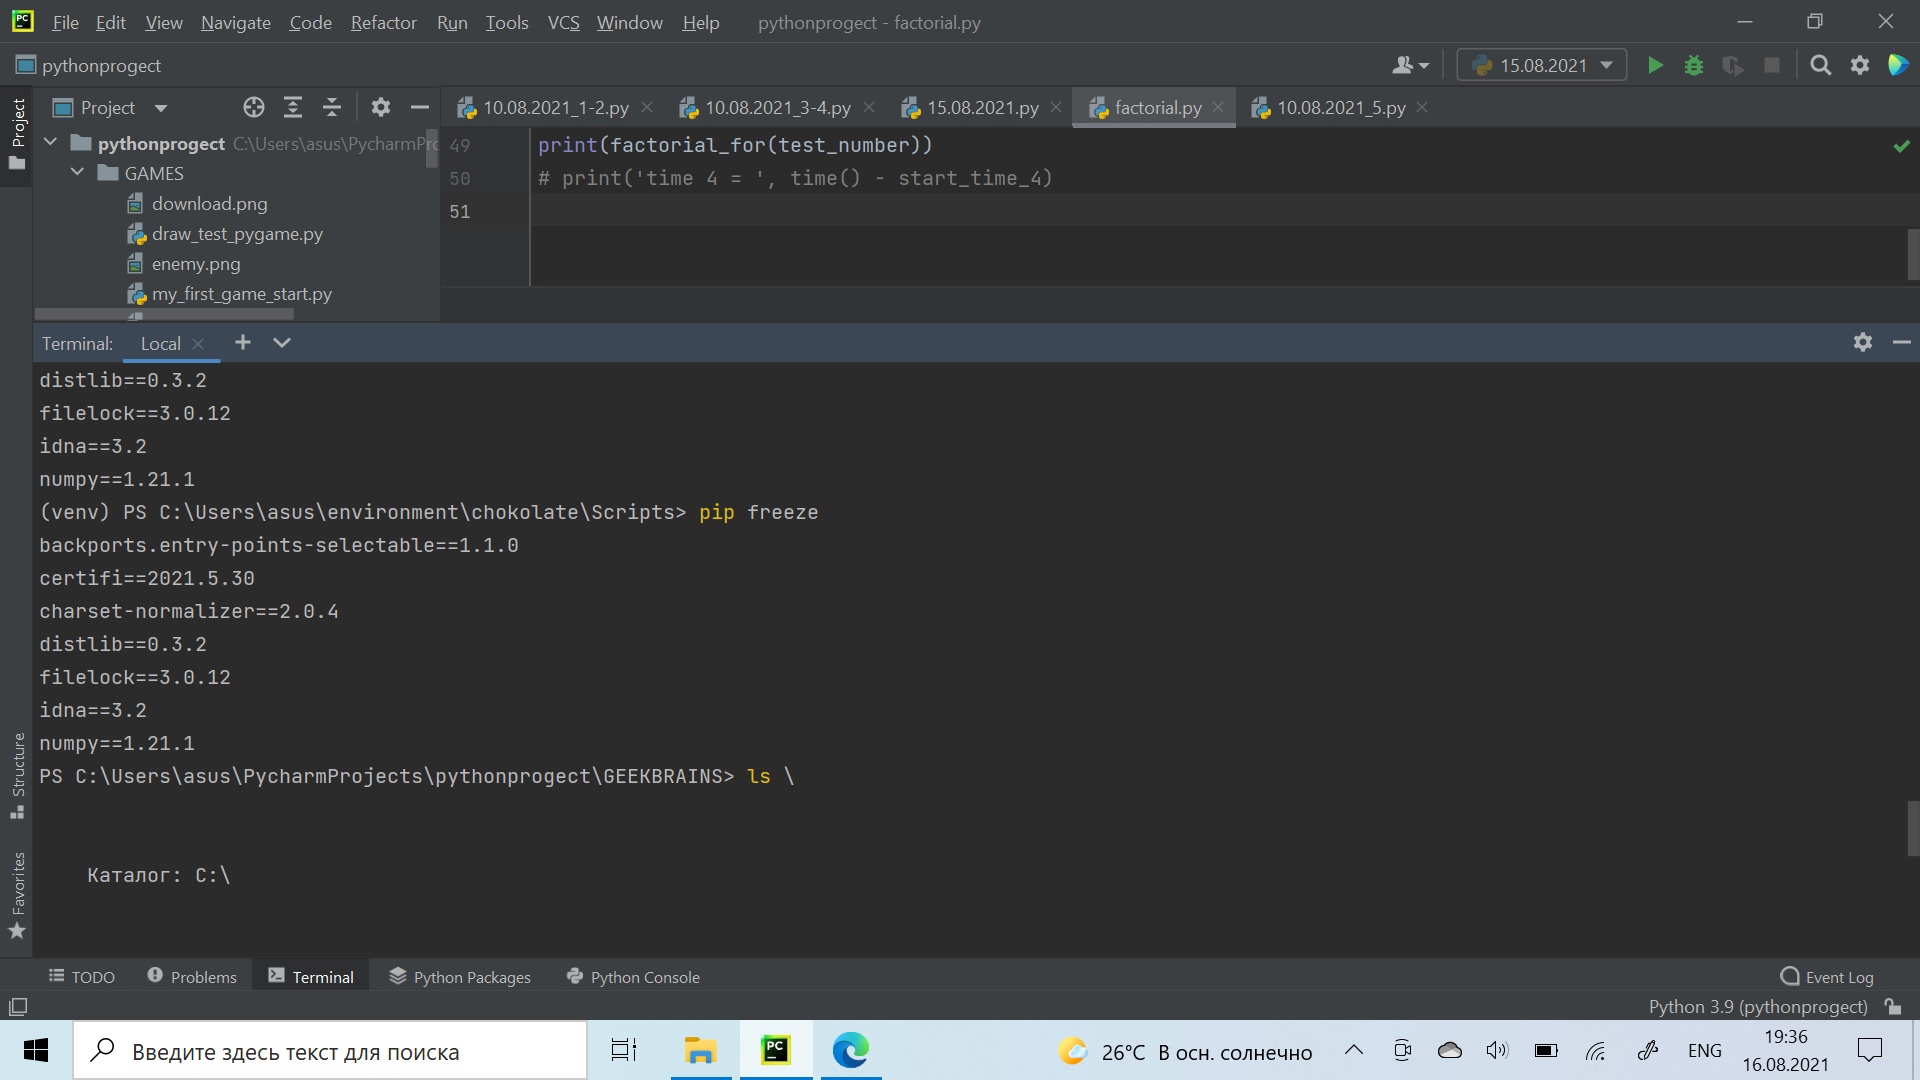 File Edit View Navigate Code Refactor Run Tools VCS Window Help pythonprogect - factorial.py
pythonprogect 15.08.2021
Project 10.08.2021_1-2.py 10.08.2021_3-4.py 15.08.2021.py factorial.py 10.08.2021_5.py
Project
pythonprogect C:\Users\asus\PycharmPr
GAMES
download.png
draw_test_pygame.py
enemy.png
my_first_game_start.py
49 print(factorial_for(test_number))
50 # print('time 4 = ', time() - start_time_4)
51
Terminal: Local
distlib==0.3.2
filelock==3.0.12
idna==3.2
numpy==1.21.1
(venv) PS C:\Users\asus\environment\chokolate\Scripts> pip freeze
backports.entry-points-selectable==1.1.0
certifi==2021.5.30
charset-normalizer==2.0.4
distlib==0.3.2
filelock==3.0.12
idna==3.2
numpy==1.21.1
PS C:\Users\asus\PycharmProjects\pythonprogect\GEEKBRAINS> ls \
Каталог: C:\
Structure
Favorites
TODO Problems Terminal Python Packages Python Console Event Log
Python 3.9 (pythonprogect)
Введите здесь текст для поиска
PC
26°C В осн. солнечно
ENG
19:36
16.08.2021